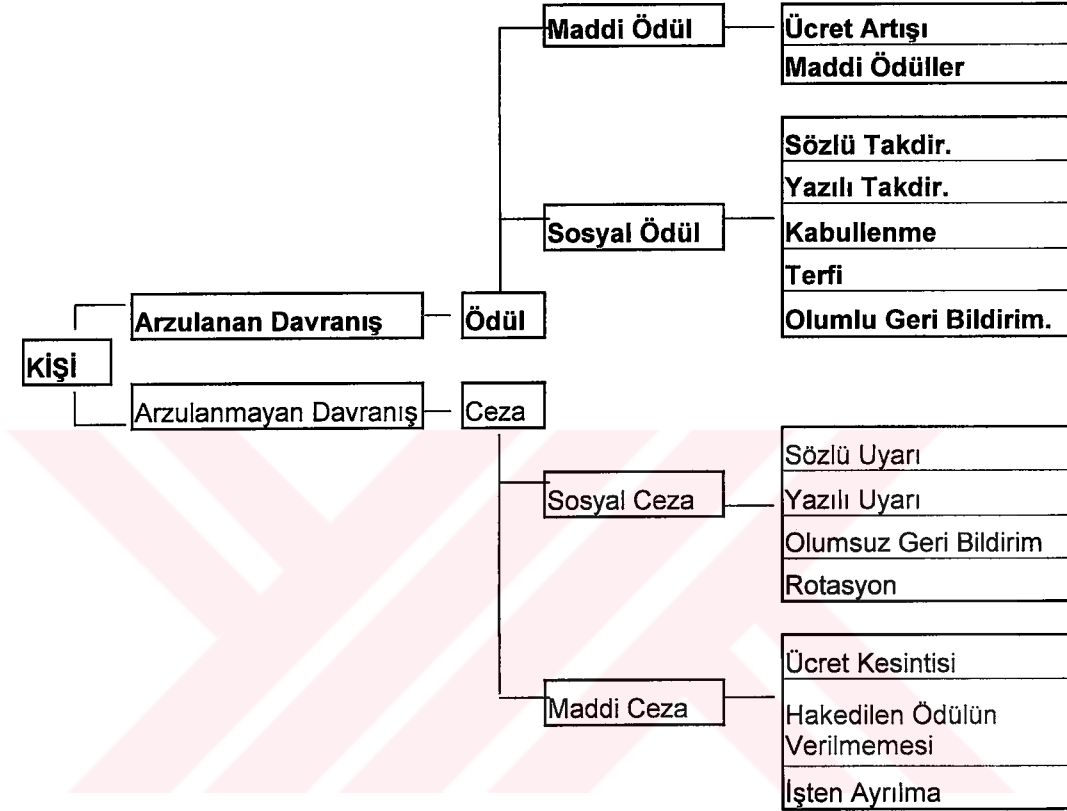 Maddi Ödül
Ücret Artışı
Maddi Ödüller
Sözlü Takdir.
Yazılı Takdir.
Sosyal Ödül
Kabullenme
Terfi
Olumlu Geri Bildirim.
Arzulanan Davranış
Ödül
KİŞİ
Arzulanmayan Davranış
Ceza
Sosyal Ceza
Sözlü Uyarı
Yazılı Uyarı
Olumsuz Geri Bildirim
Rotasyon
Maddi Ceza
Ücret Kesintisi
Hakedilen Ödülün
Verilmemesi
İşten Ayrılma